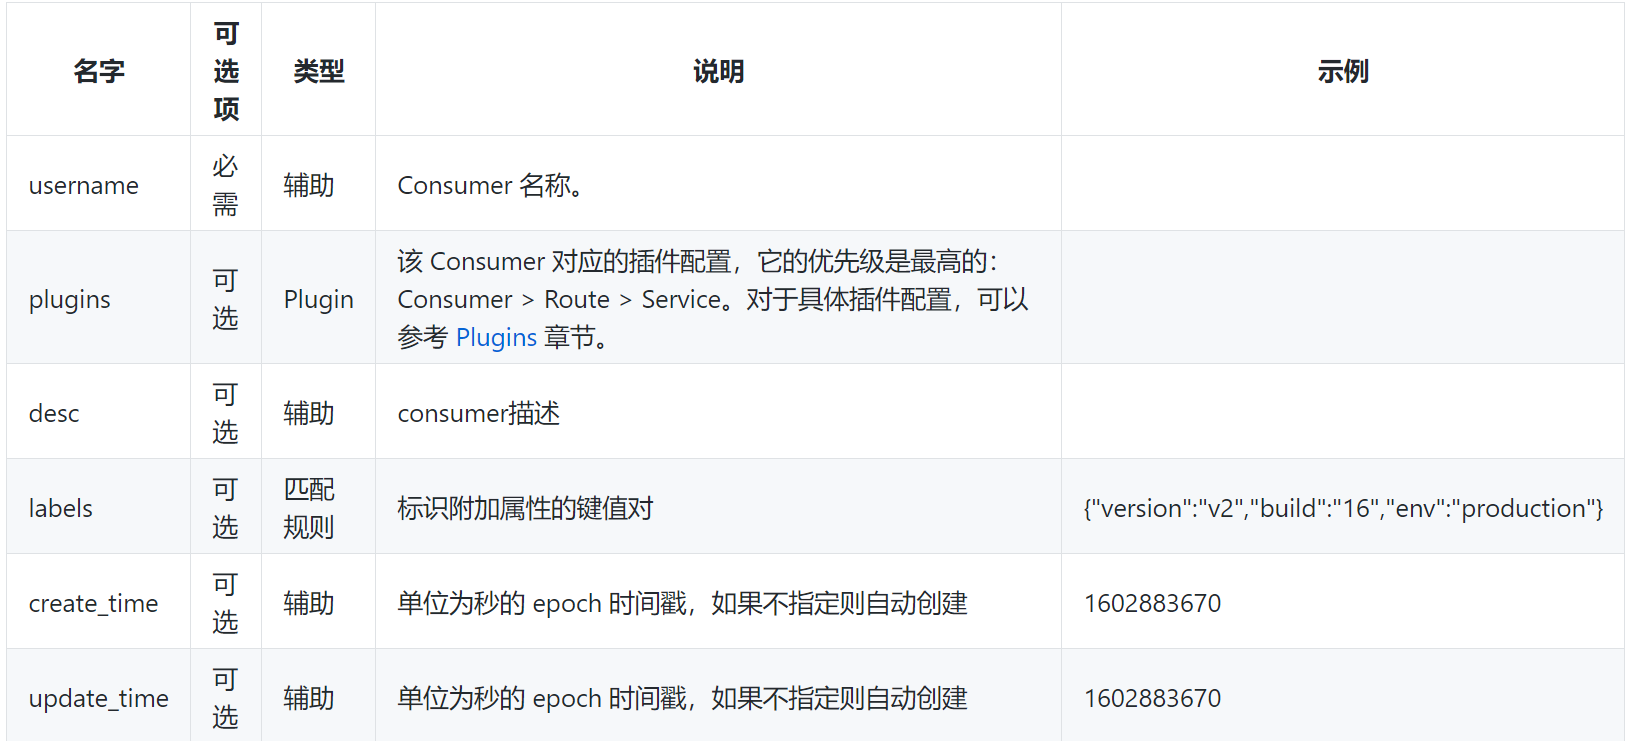 名字 可选项 类型 说明 示例
username 必需 辅助 Consumer 名称。
plugins 可选 Plugin 该 Consumer 对应的插件配置，它的优先级是最高的：
Consumer > Route > Service。对于具体插件配置，可以
参考 Plugins 章节。
desc 可选 辅助 consumer描述
labels 可选 匹配规则 标识附加属性的键值对 {"version":"v2","build":"16","env":"production"}
create_time 可选 辅助 单位为秒的 epoch 时间戳，如果不指定则自动创建 1602883670
update_time 可选 辅助 单位为秒的 epoch 时间戳，如果不指定则自动创建 1602883670